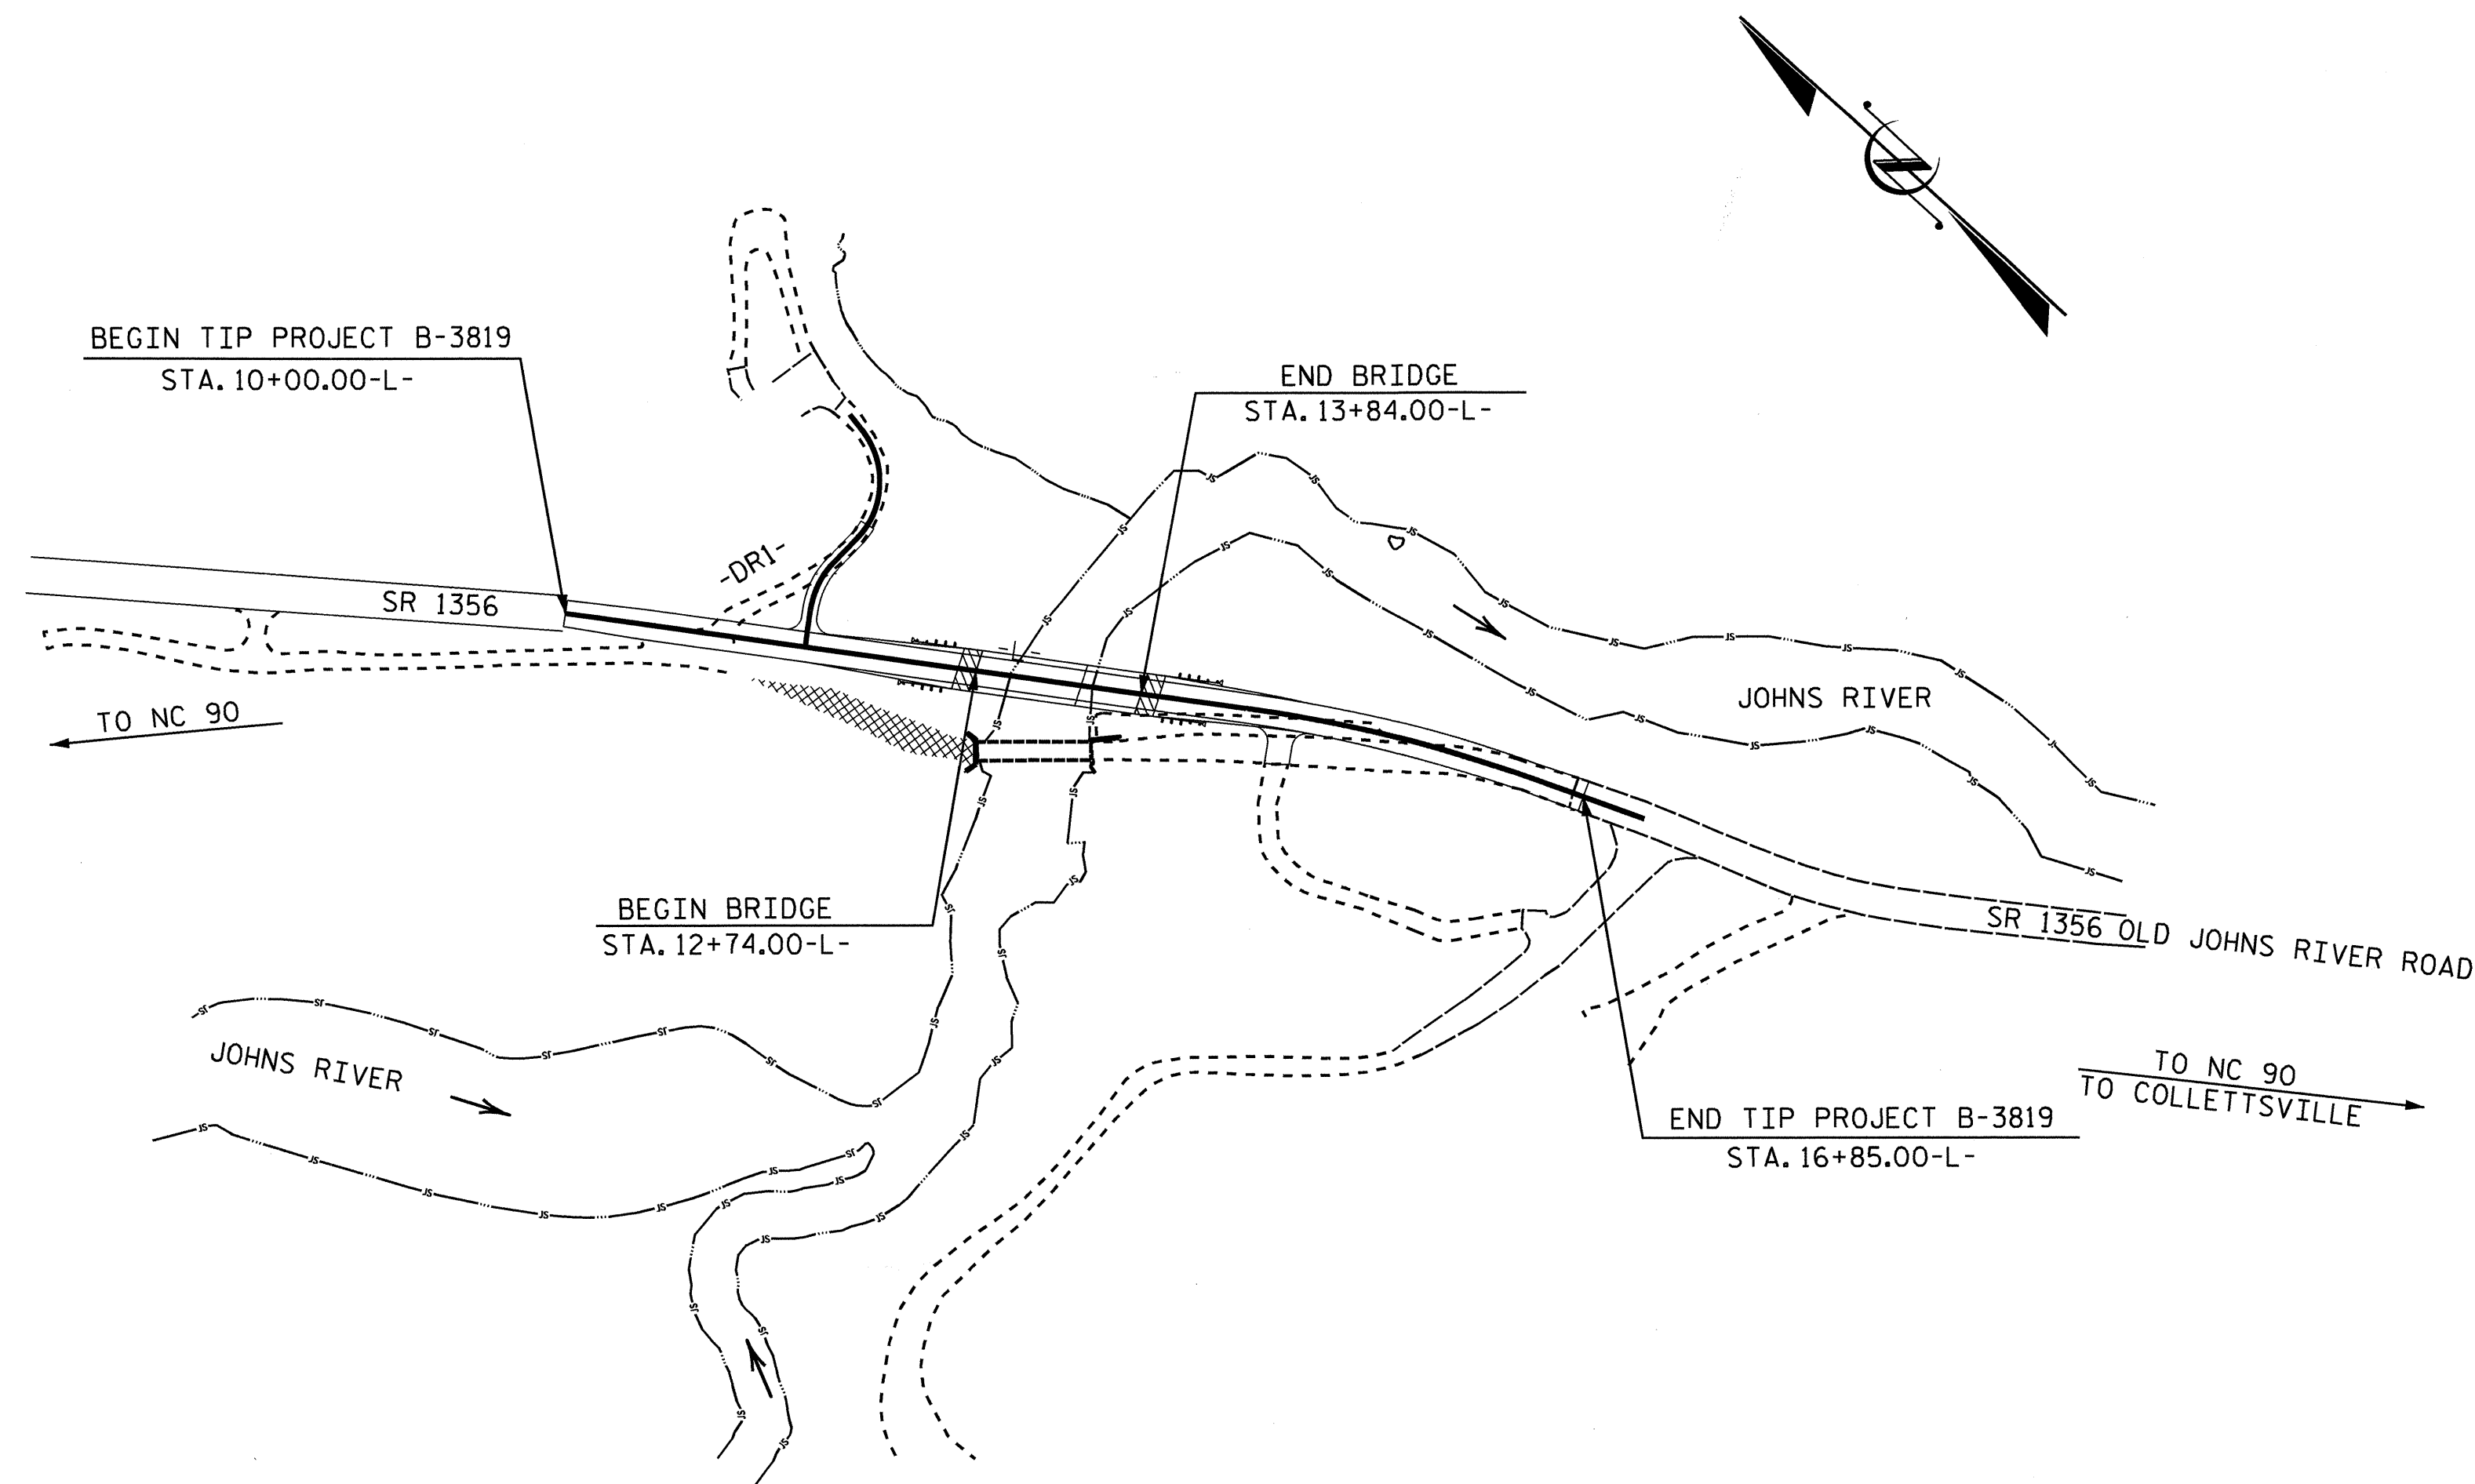 BEGIN TIP PROJECT B-3819
STA. 10+00.00-L-
END BRIDGE
STA. 13+84.00-L-
-DR1-
SR 1356
JOHNS RIVER
TO NC 90
BEGIN BRIDGE
STA. 12+74.00-L-
SR 1356 OLD JOHNS RIVER ROAD
JOHNS RIVER
TO NC 90
TO COLLETTSVILLE
END TIP PROJECT B-3819
STA. 16+85.00-L-